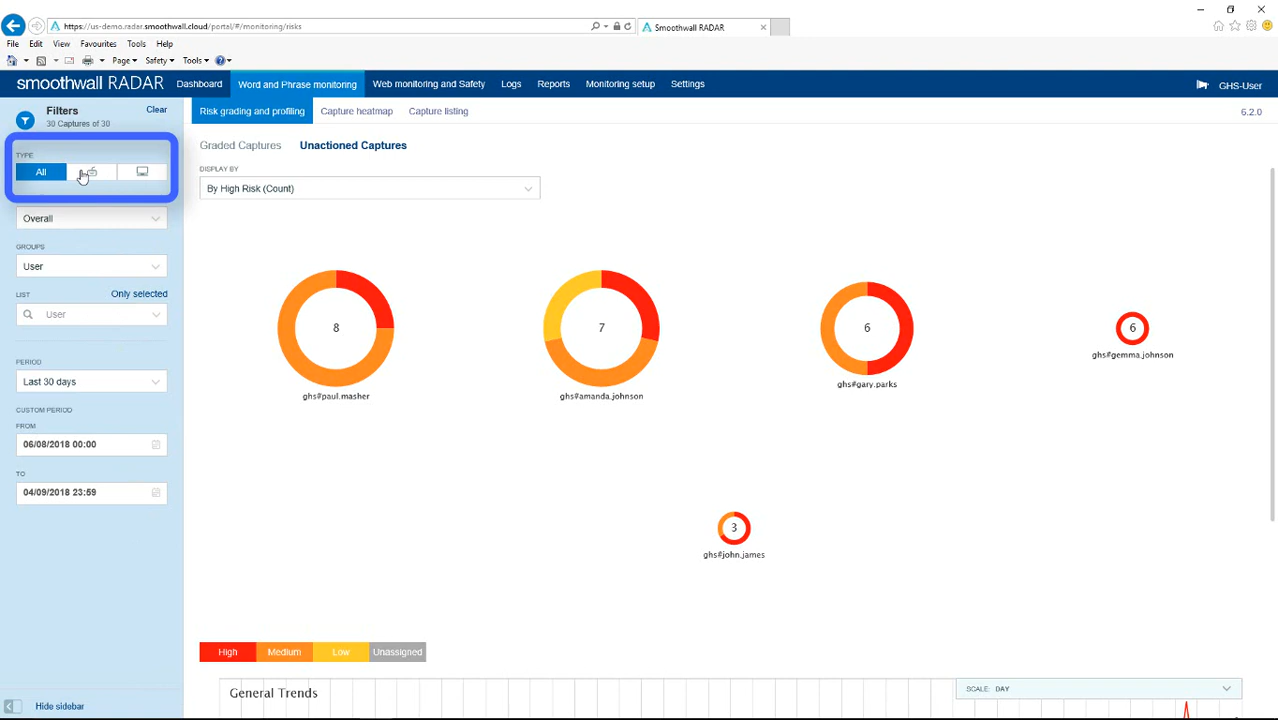 https://us-demo.radar.smoothwall.cloud/portal/#/monitoring/risks
Smoothwall RADAR
File Edit View Favourites Tools Help
Page Safety Tools
smoothwall RADAR
Dashboard
Word and Phrase monitoring
Web monitoring and Safety
Logs
Reports
Monitoring setup
Settings
GHS-User
Filters
Clear
30 Captures of 30
Risk grading and profiling
Capture heatmap
Capture listing
6.2.0
TYPE
All
Overall
GROUPS
User
LIST
Only selected
User
PERIOD
Last 30 days
CUSTOM PERIOD
FROM
06/08/2018 00:00
TO
04/09/2018 23:59
Hide sidebar
Graded Captures
Unactioned Captures
DISPLAY BY
By High Risk (Count)
8
ghs#paul.masher
7
ghs#amanda.johnson
6
ghs#gary.parks
6
ghs#gemma.johnson
3
ghs#john.james
High Medium Low Unassigned
General Trends
SCALE: DAY